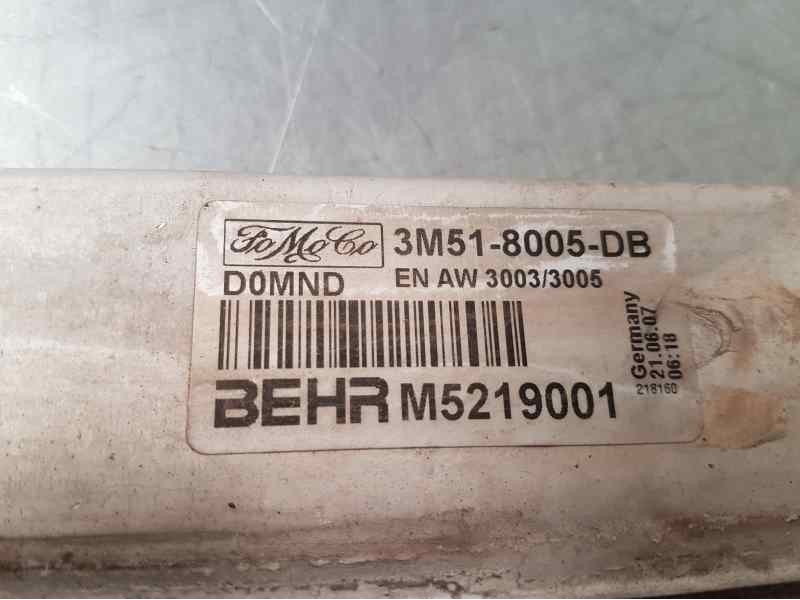 FoMoCo 3M51-8005-DB
D0MND EN AW 3003/3005
BEHR M5219001
Germany
21.06.07
06:18
218160